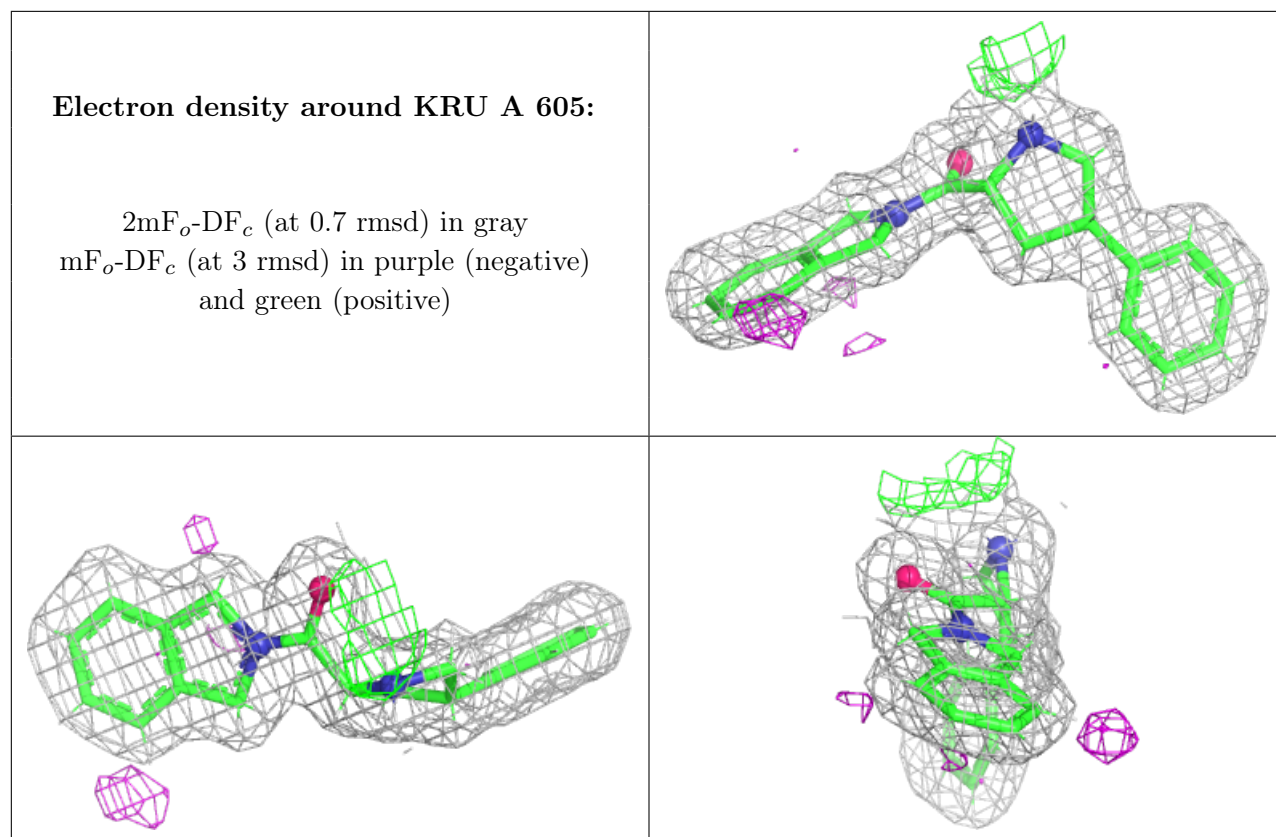 Electron density around KRU A 605:
2mFo-DFc (at 0.7 rmsd) in gray
mFo-DFc (at 3 rmsd) in purple (negative)
and green (positive)